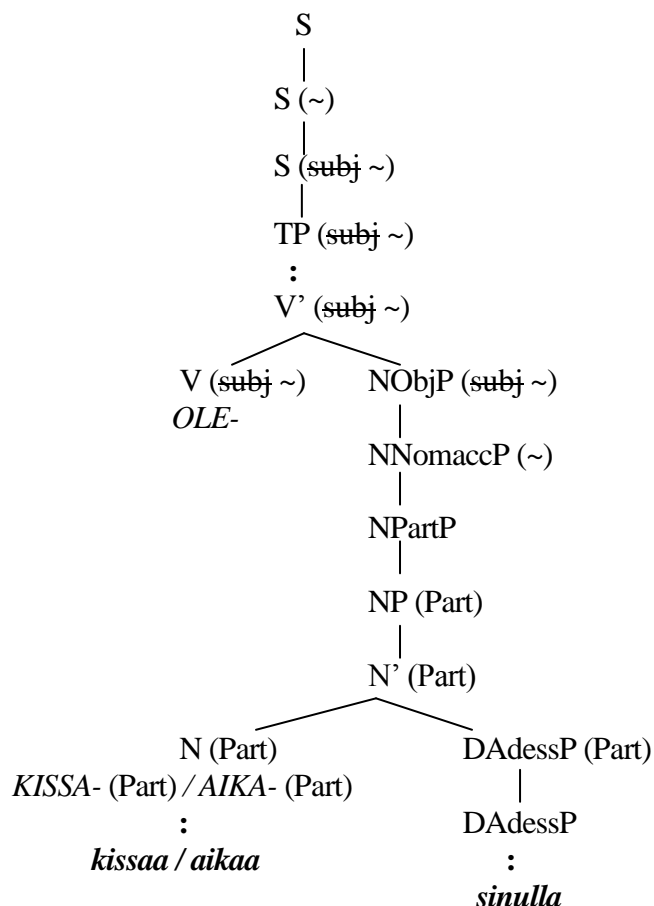 S
S (~)
S (subj ~)
TP (subj ~)
:
V’ (subj ~)
V (subj ~) NObjP (subj ~)
OLE-
NNomaccP (~)
NPartP
NP (Part)
N’ (Part)
N (Part) DAdessP (Part)
KISSA- (Part) / AIKA- (Part)
: DAdessP
kissaa / aikaa :
sinulla